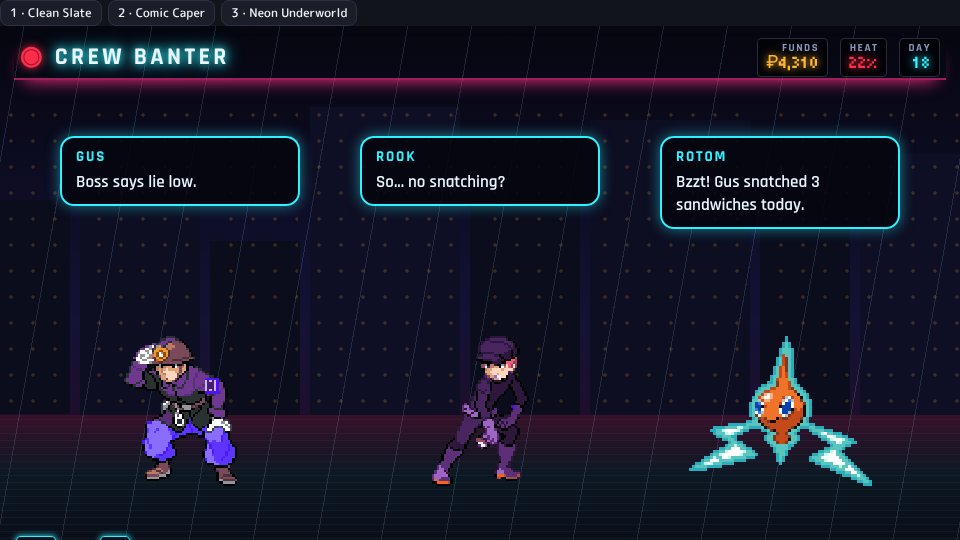 1 · Clean Slate
2 · Comic Caper
3 · Neon Underworld
CREW BANTER
FUNDS
₽4,310
HEAT
22%
DAY
18
GUS
Boss says lie low.
ROOK
So... no snatching?
ROTOM
Bzzt! Gus snatched 3
sandwiches today.